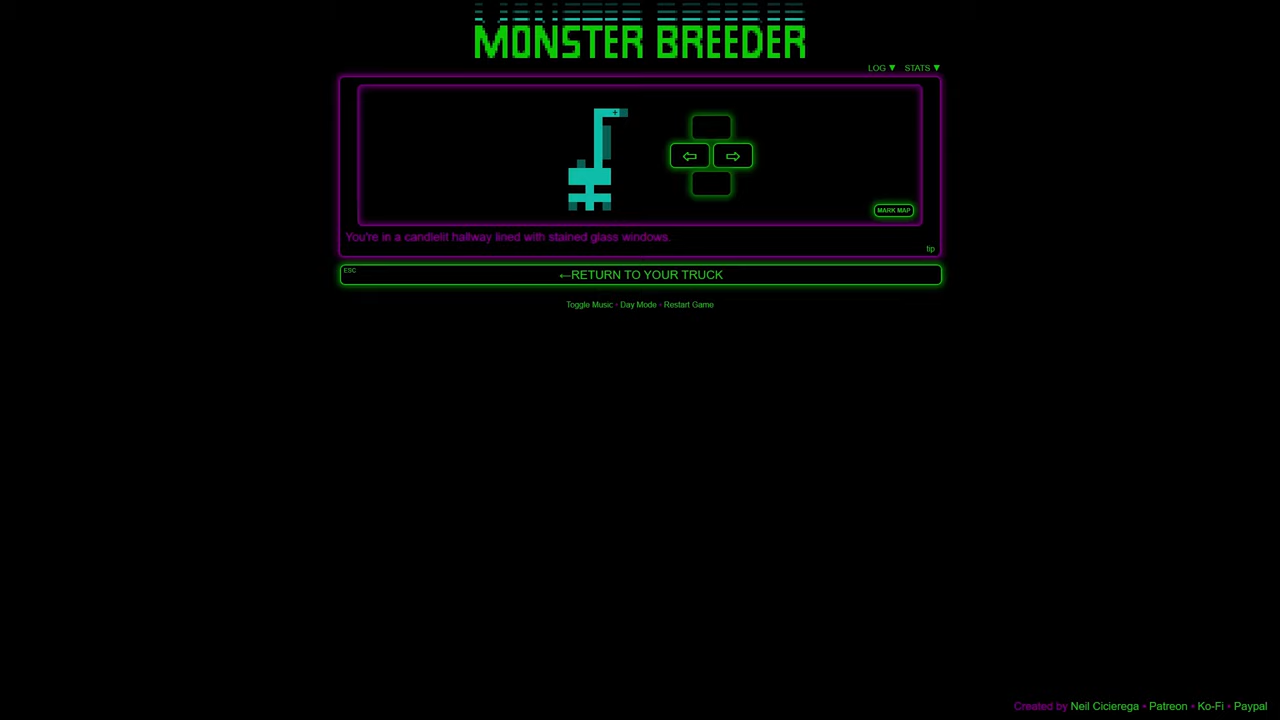 MONSTER BREEDER
LOG ▼ STATS ▼
MARK MAP
You're in a candlelit hallway lined with stained glass windows.
tip
ESC
←RETURN TO YOUR TRUCK
Toggle Music • Day Mode • Restart Game
Created by Neil Cicierega • Patreon • Ko-Fi • Paypal